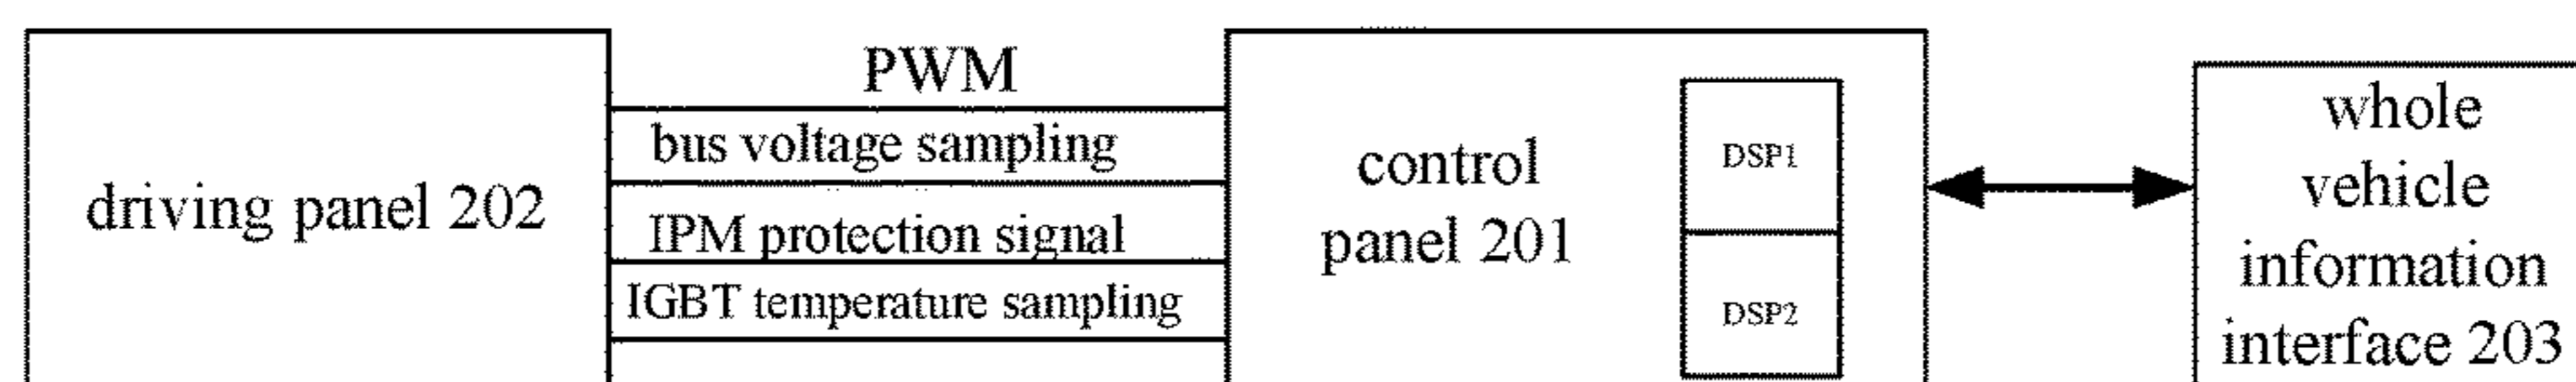 driving panel 202
PWM
bus voltage sampling
IPM protection signal
IGBT temperature sampling
control
panel 201
DSP1
DSP2
whole
vehicle
information
interface 203